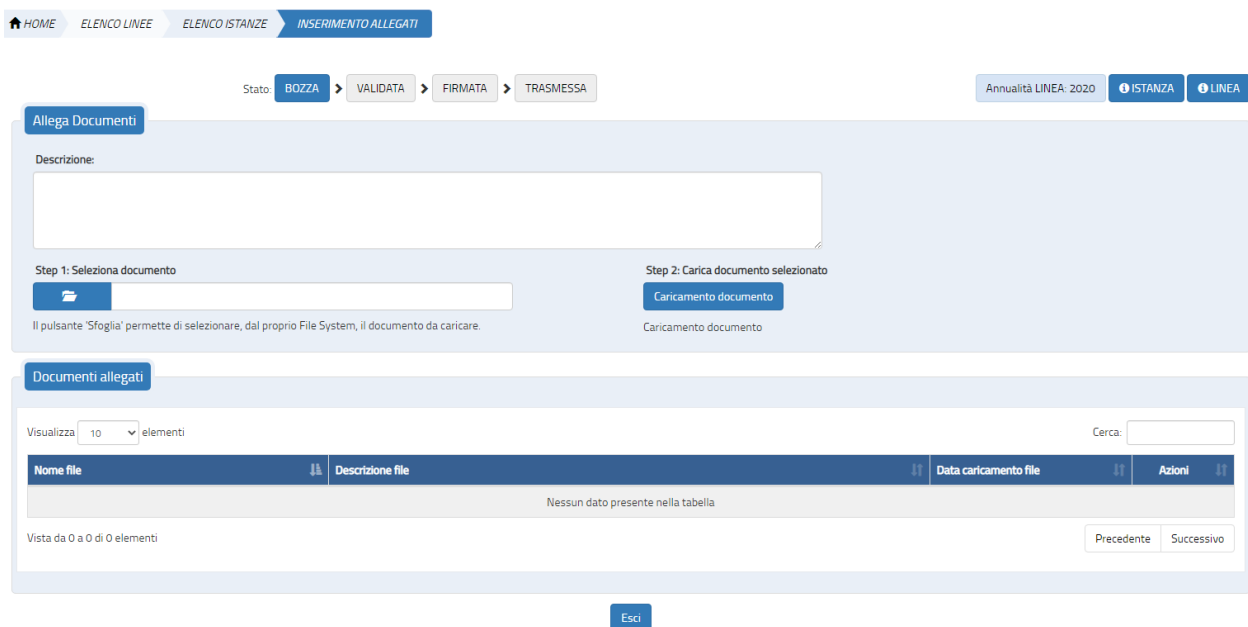 HOME ELENCO LINEE ELENCO ISTANZE INSERIMENTO ALLEGATI
Stato: BOZZA VALIDATA FIRMATA TRASMESSA Annualità LINEA: 2020 ISTANZA LINEA
Allega Documenti
Descrizione:
Step 1: Seleziona documento Step 2: Carica documento selezionato
Caricamento documento
Il pulsante 'Sfoglia' permette di selezionare, dal proprio File System, il documento da caricare. Caricamento documento
Documenti allegati
Visualizza 10 elementi Cerca:
Nome file Descrizione file Data caricamento file Azioni
Nessun dato presente nella tabella
Vista da 0 a 0 di 0 elementi Precedente Successivo
Esci